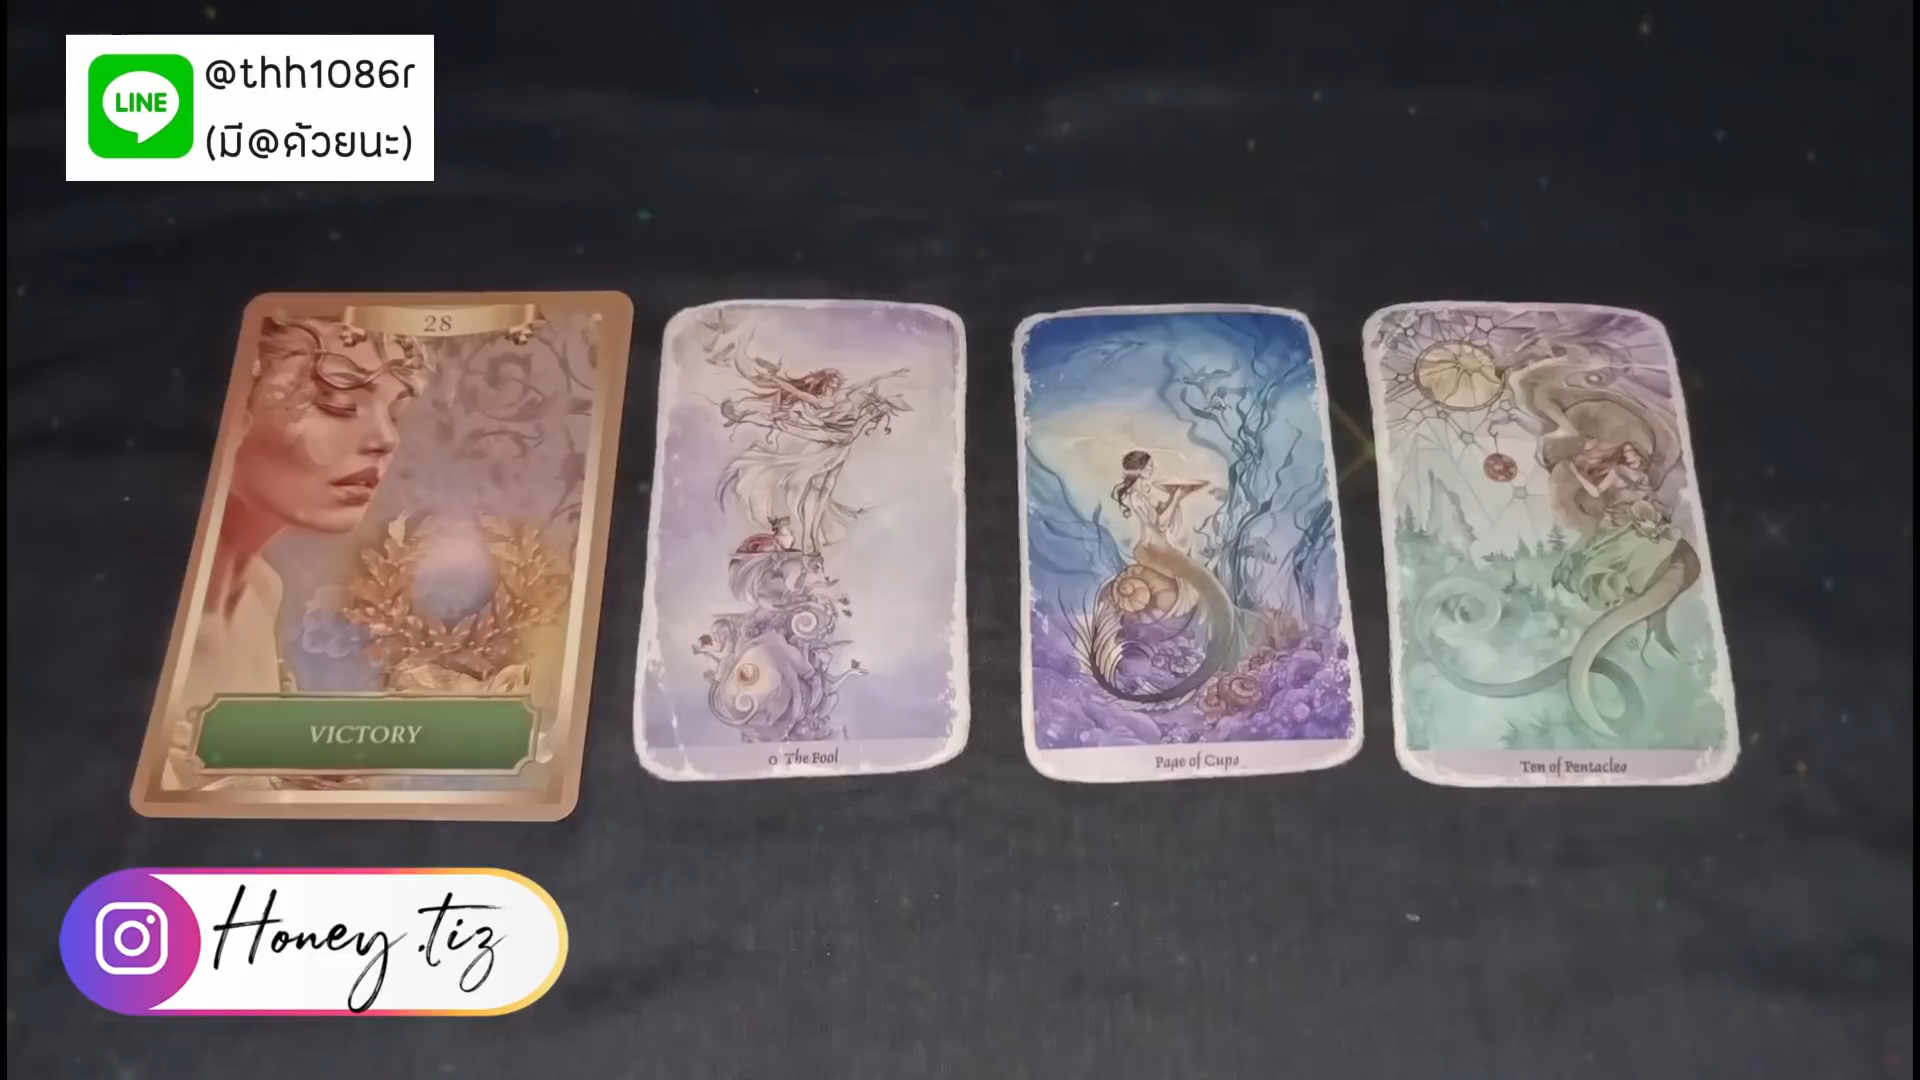 LINE
@thh1086r
(มี@ด้วยนะ)
28
VICTORY
0 The Fool
Page of Cups
Ten of Pentacles
Honey.tiz